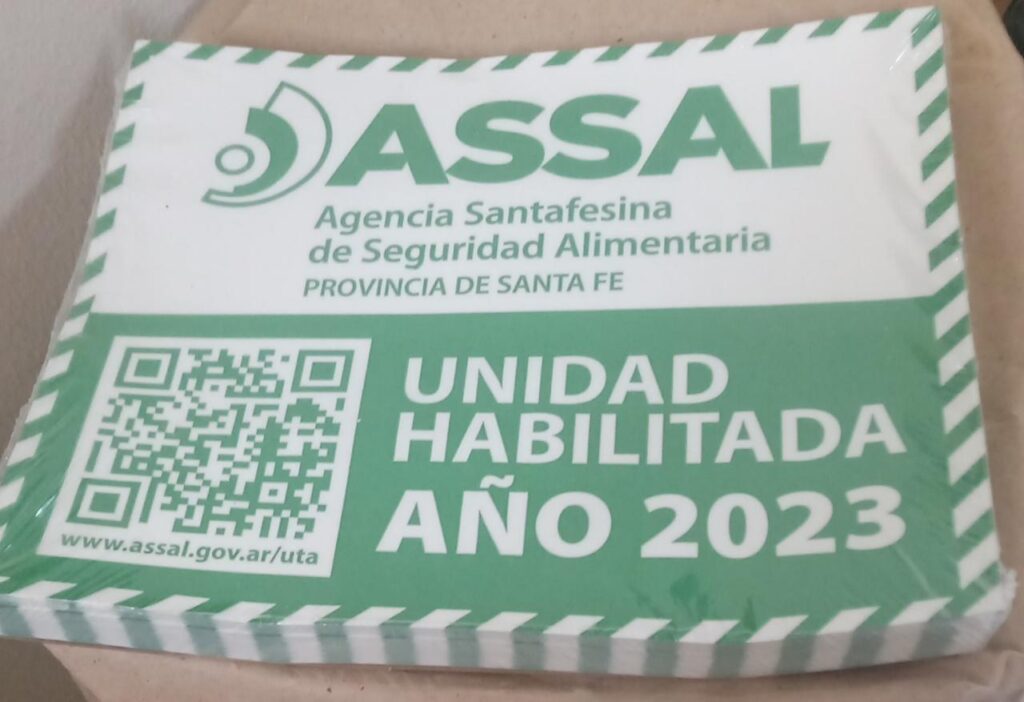 ASSAL
Agencia Santafesina
de Seguridad Alimentaria
PROVINCIA DE SANTA FE
UNIDAD
HABILITADA
AÑO 2023
www.assal.gov.ar/uta